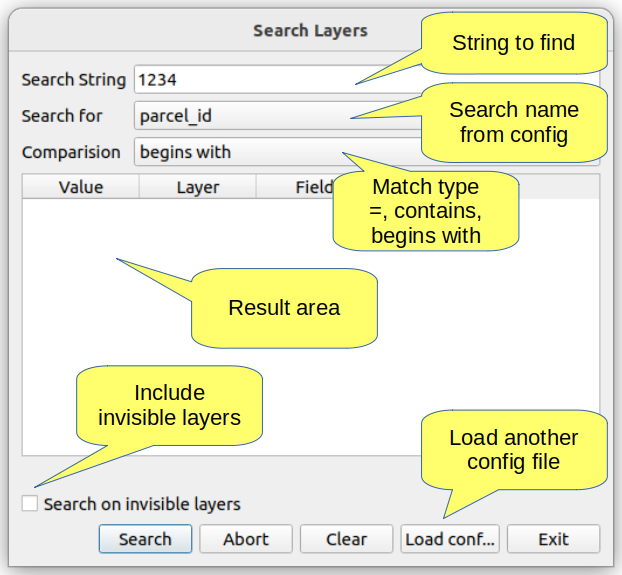 Search Layers
String to find
Search String 1234
Search for parcel_id
Search name
from config
Comparision begins with
Value Layer Field
Match type
=, contains,
begins with
Result area
Include
invisible layers
Load another
config file
Search on invisible layers
Search Abort Clear Load conf... Exit